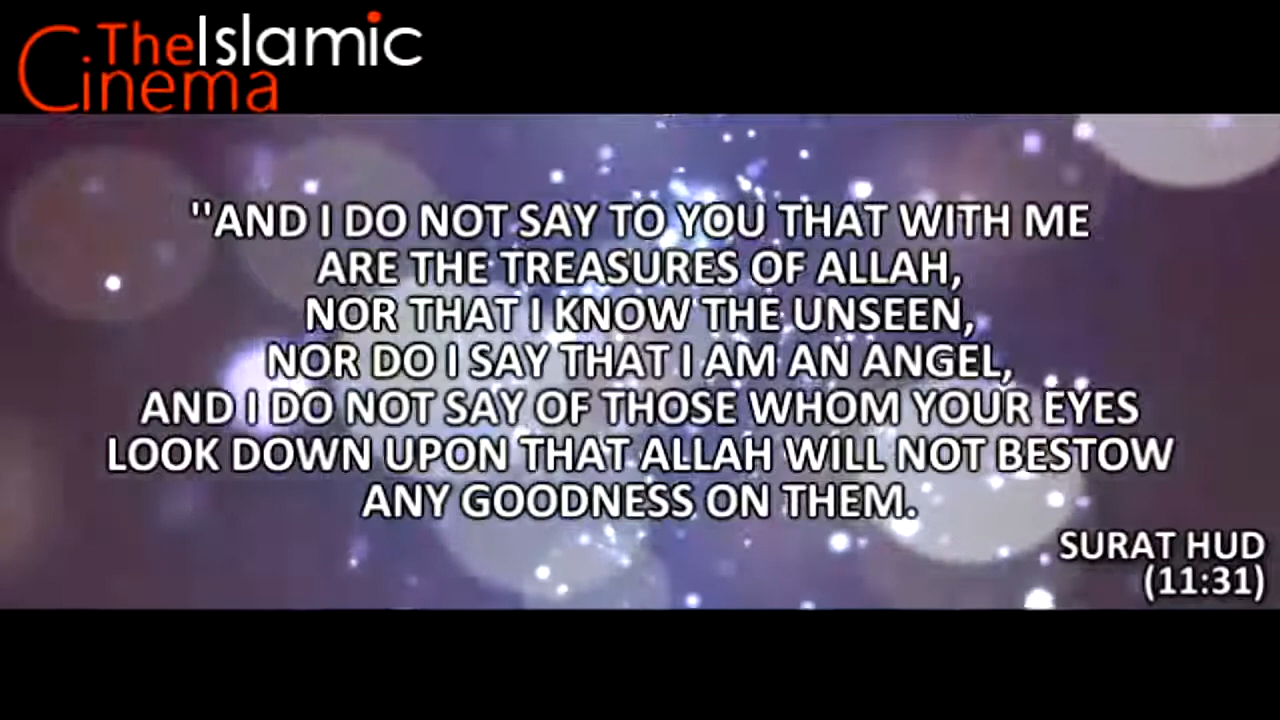 TheIslamic
Cinema
"AND I DO NOT SAY TO YOU THAT WITH ME
ARE THE TREASURES OF ALLAH,
NOR THAT I KNOW THE UNSEEN,
NOR DO I SAY THAT I AM AN ANGEL,
AND I DO NOT SAY OF THOSE WHOM YOUR EYES
LOOK DOWN UPON THAT ALLAH WILL NOT BESTOW
ANY GOODNESS ON THEM.
SURAT HUD
(11:31)